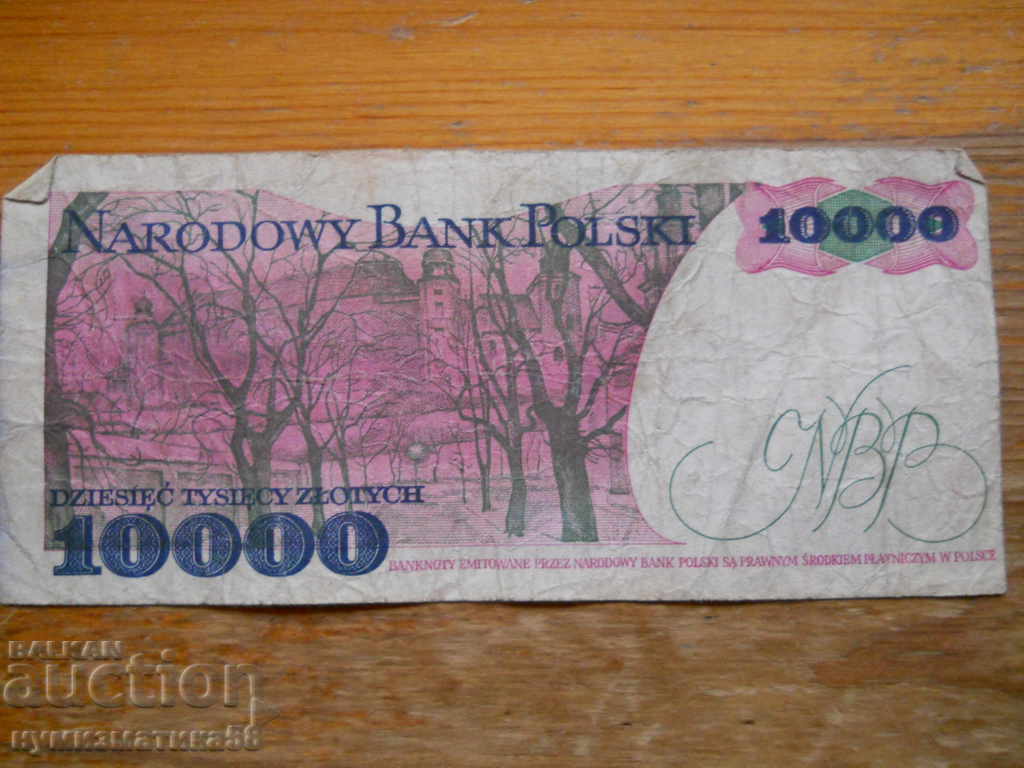 NARODOWY BANK POLSKI
10000
NBP
DZIESIĘĆ TYSIĘCY ZŁOTYCH
10000
BANKNOTY EMITOWANE PRZEZ NARODOWY BANK POLSKI SĄ PRAWNYM ŚRODKIEM PŁATNICZYM W POLSCE
BALKAN
auction
нумизматика58